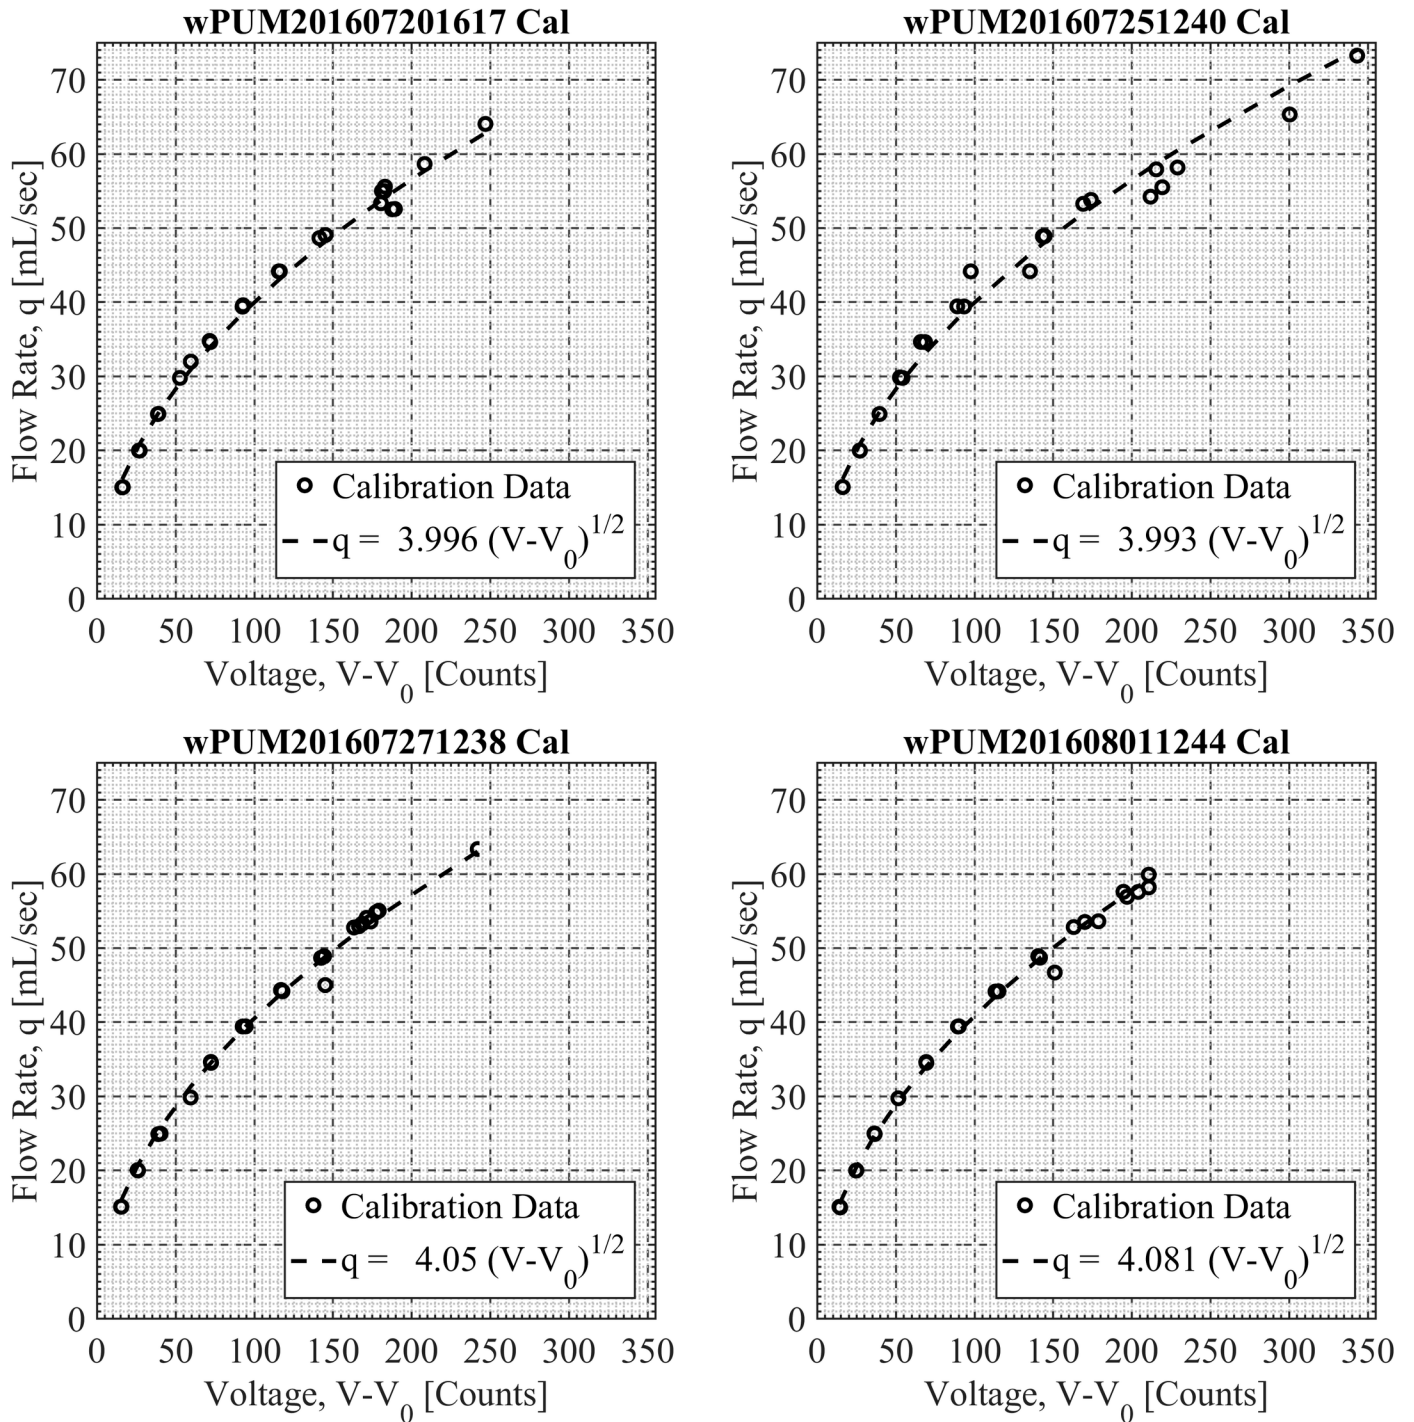 wPUM201607201617 Cal
70
60
50
40
30
20
10
0
Flow Rate, q [mL/sec]
Calibration Data
q = 3.996 (V-V0)1/2
0 50 100 150 200 250 300 350
Voltage, V-V0 [Counts]
wPUM201607251240 Cal
70
60
50
40
30
20
10
0
Flow Rate, q [mL/sec]
Calibration Data
q = 3.993 (V-V0)1/2
0 50 100 150 200 250 300 350
Voltage, V-V0 [Counts]
wPUM201607271238 Cal
70
60
50
40
30
20
10
0
Flow Rate, q [mL/sec]
Calibration Data
q = 4.05 (V-V0)1/2
0 50 100 150 200 250 300 350
Voltage, V-V0 [Counts]
wPUM201608011244 Cal
70
60
50
40
30
20
10
0
Flow Rate, q [mL/sec]
Calibration Data
q = 4.081 (V-V0)1/2
0 50 100 150 200 250 300 350
Voltage, V-V0 [Counts]